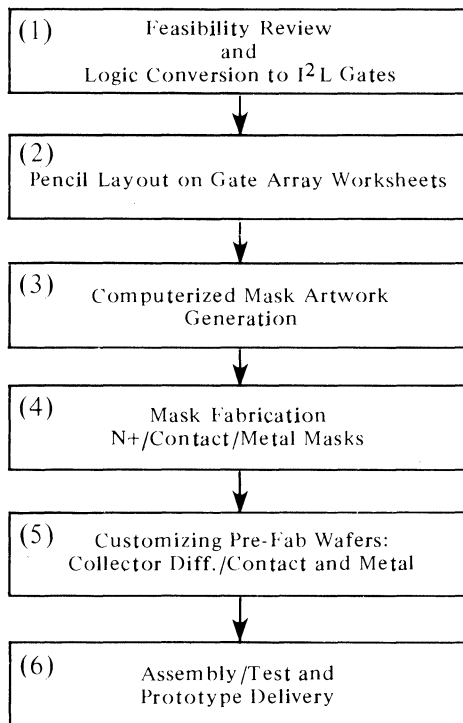 (1) Feasibility Review
and
Logic Conversion to I²L Gates
(2)
Pencil Layout on Gate Array Worksheets
(3)
Computerized Mask Artwork
Generation
(4)
Mask Fabrication
N+/Contact/Metal Masks
(5)
Customizing Pre-Fab Wafers:
Collector Diff./Contact and Metal
(6)
Assembly/Test and
Prototype Delivery